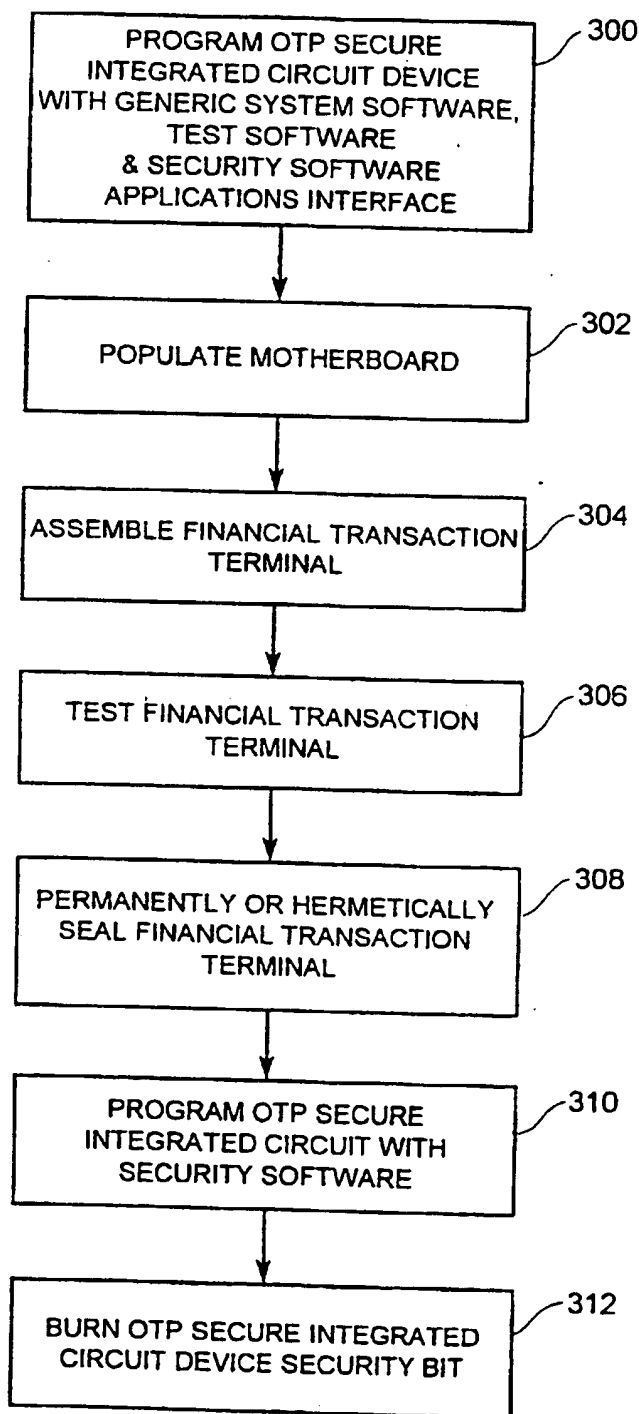 PROGRAM OTP SECURE
INTEGRATED CIRCUIT DEVICE
WITH GENERIC SYSTEM SOFTWARE,
TEST SOFTWARE
& SECURITY SOFTWARE
APPLICATIONS INTERFACE
300
POPULATE MOTHERBOARD
302
ASSEMBLE FINANCIAL TRANSACTION
TERMINAL
304
TEST FINANCIAL TRANSACTION
TERMINAL
306
PERMANENTLY OR HERMETICALLY
SEAL FINANCIAL TRANSACTION
TERMINAL
308
PROGRAM OTP SECURE
INTEGRATED CIRCUIT WITH
SECURITY SOFTWARE
310
BURN OTP SECURE INTEGRATED
CIRCUIT DEVICE SECURITY BIT
312